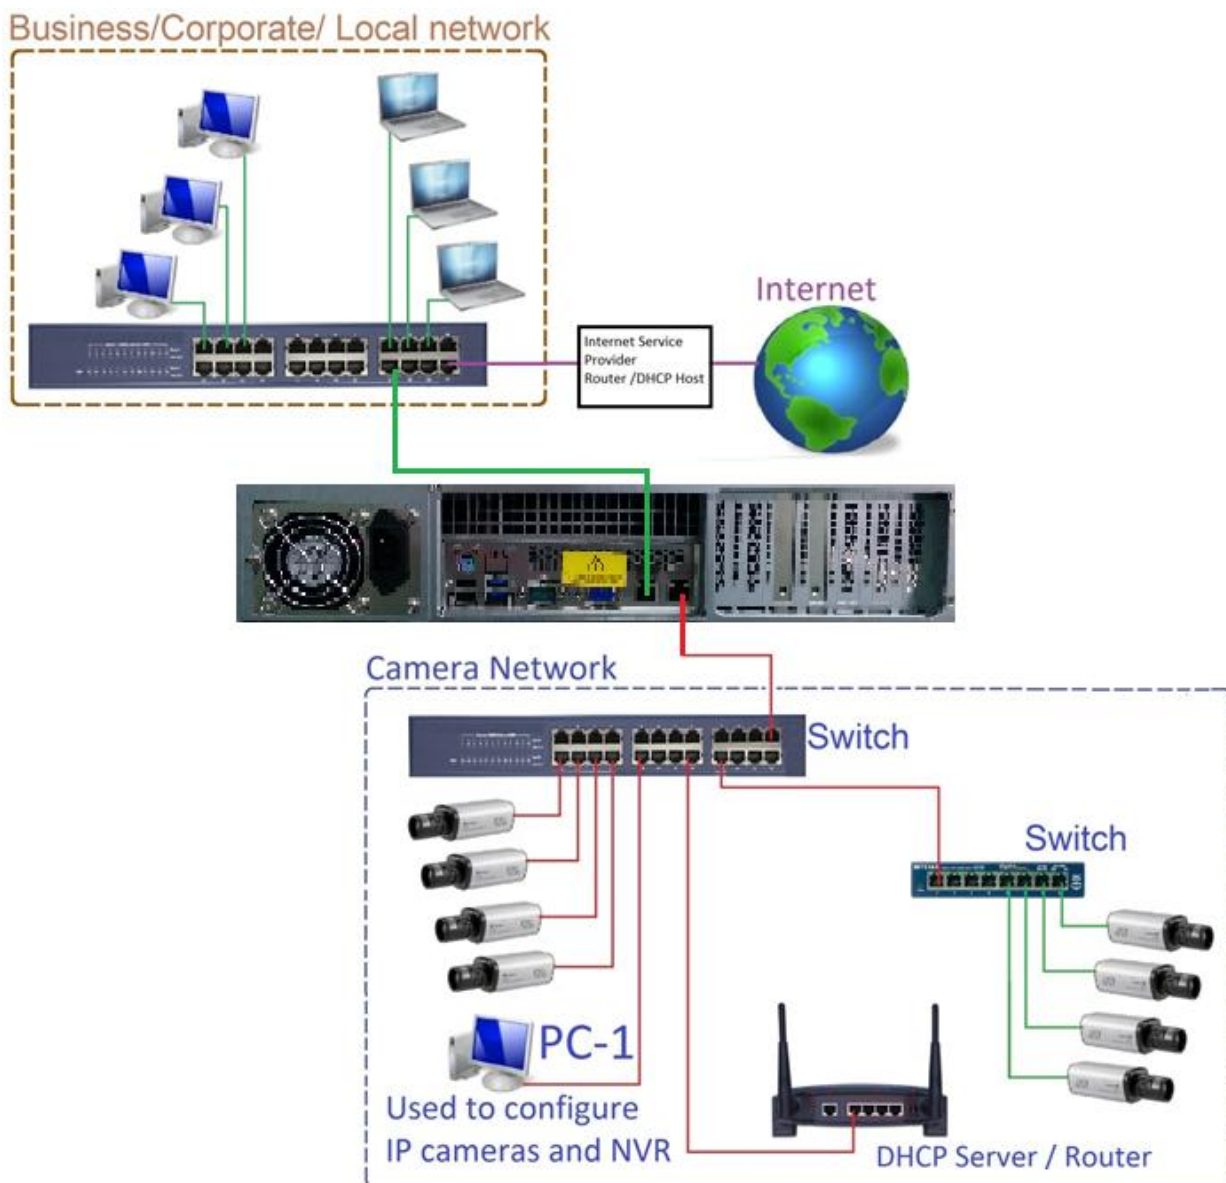 Business/Corporate/ Local network
Internet
Internet Service
Provider
Router /DHCP Host
Camera Network
Switch
Switch
PC-1
Used to configure
IP cameras and NVR
DHCP Server / Router